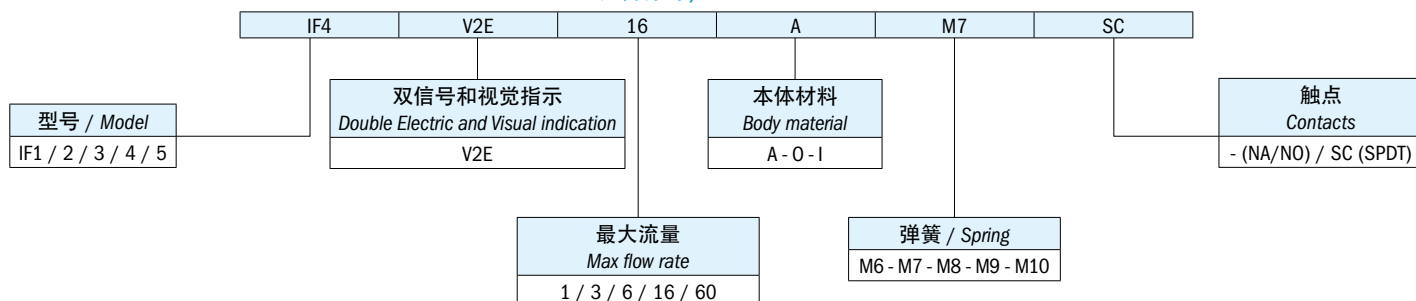 IF4 V2E 16 A M7 SC
双信号和视觉指示
Double Electric and Visual indication
V2E
本体材料
Body material
A - O - I
触点
Contacts
- (NA/NO) / SC (SPDT)
型号 / Model
IF1 / 2 / 3 / 4 / 5
最大流量
Max flow rate
1 / 3 / 6 / 16 / 60
弹簧 / Spring
M6 - M7 - M8 - M9 - M10